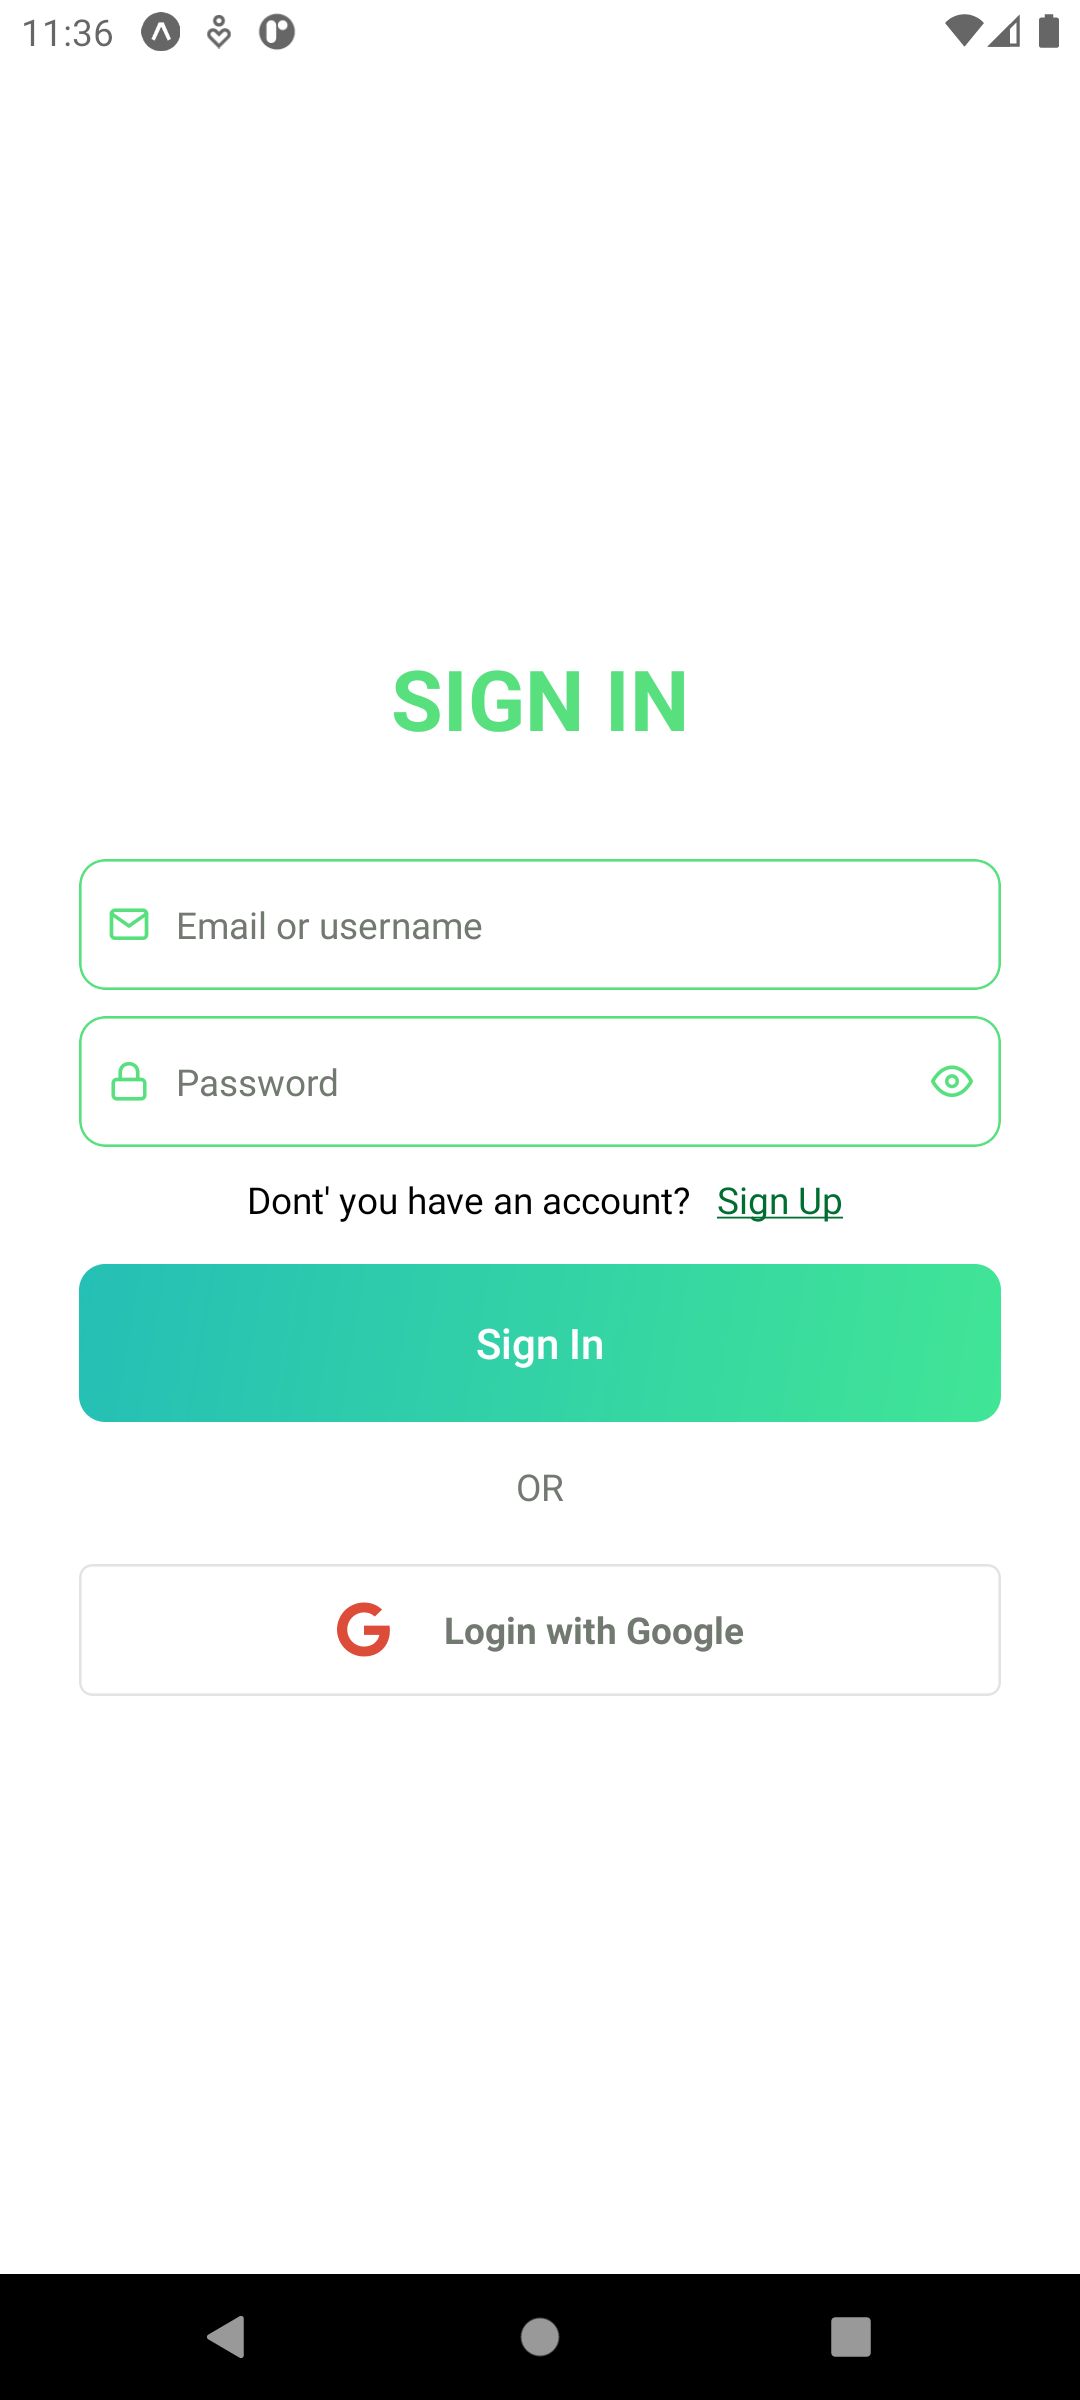 11:36
SIGN IN
Email or username
Password
Dont' you have an account? Sign Up
Sign In
OR
Login with Google